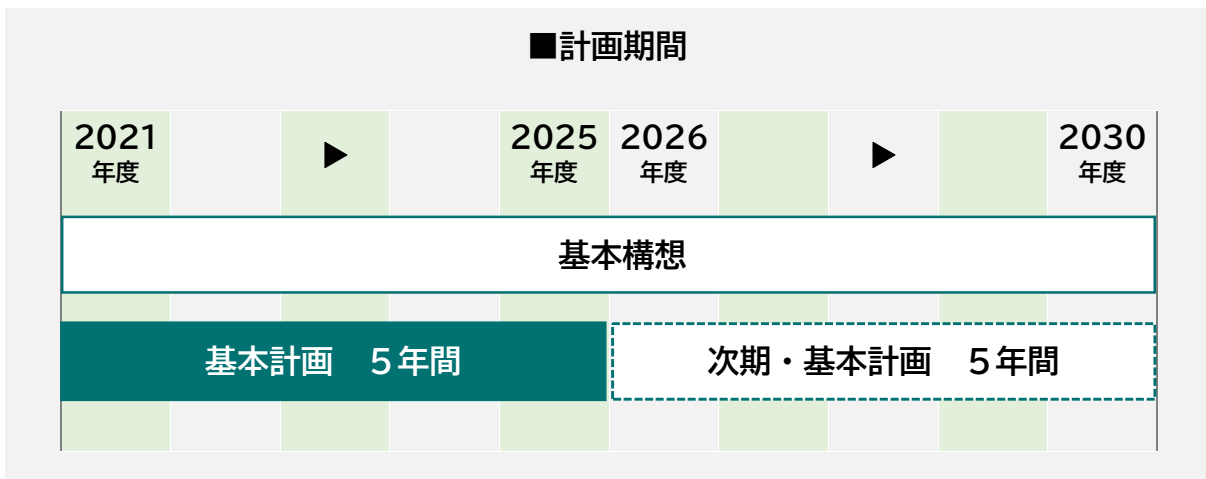 ■計画期間
2021 ▶ 2025 2026 ▶ 2030
年度 年度 年度 年度
基本構想
基本計画　５年間 次期・基本計画　５年間